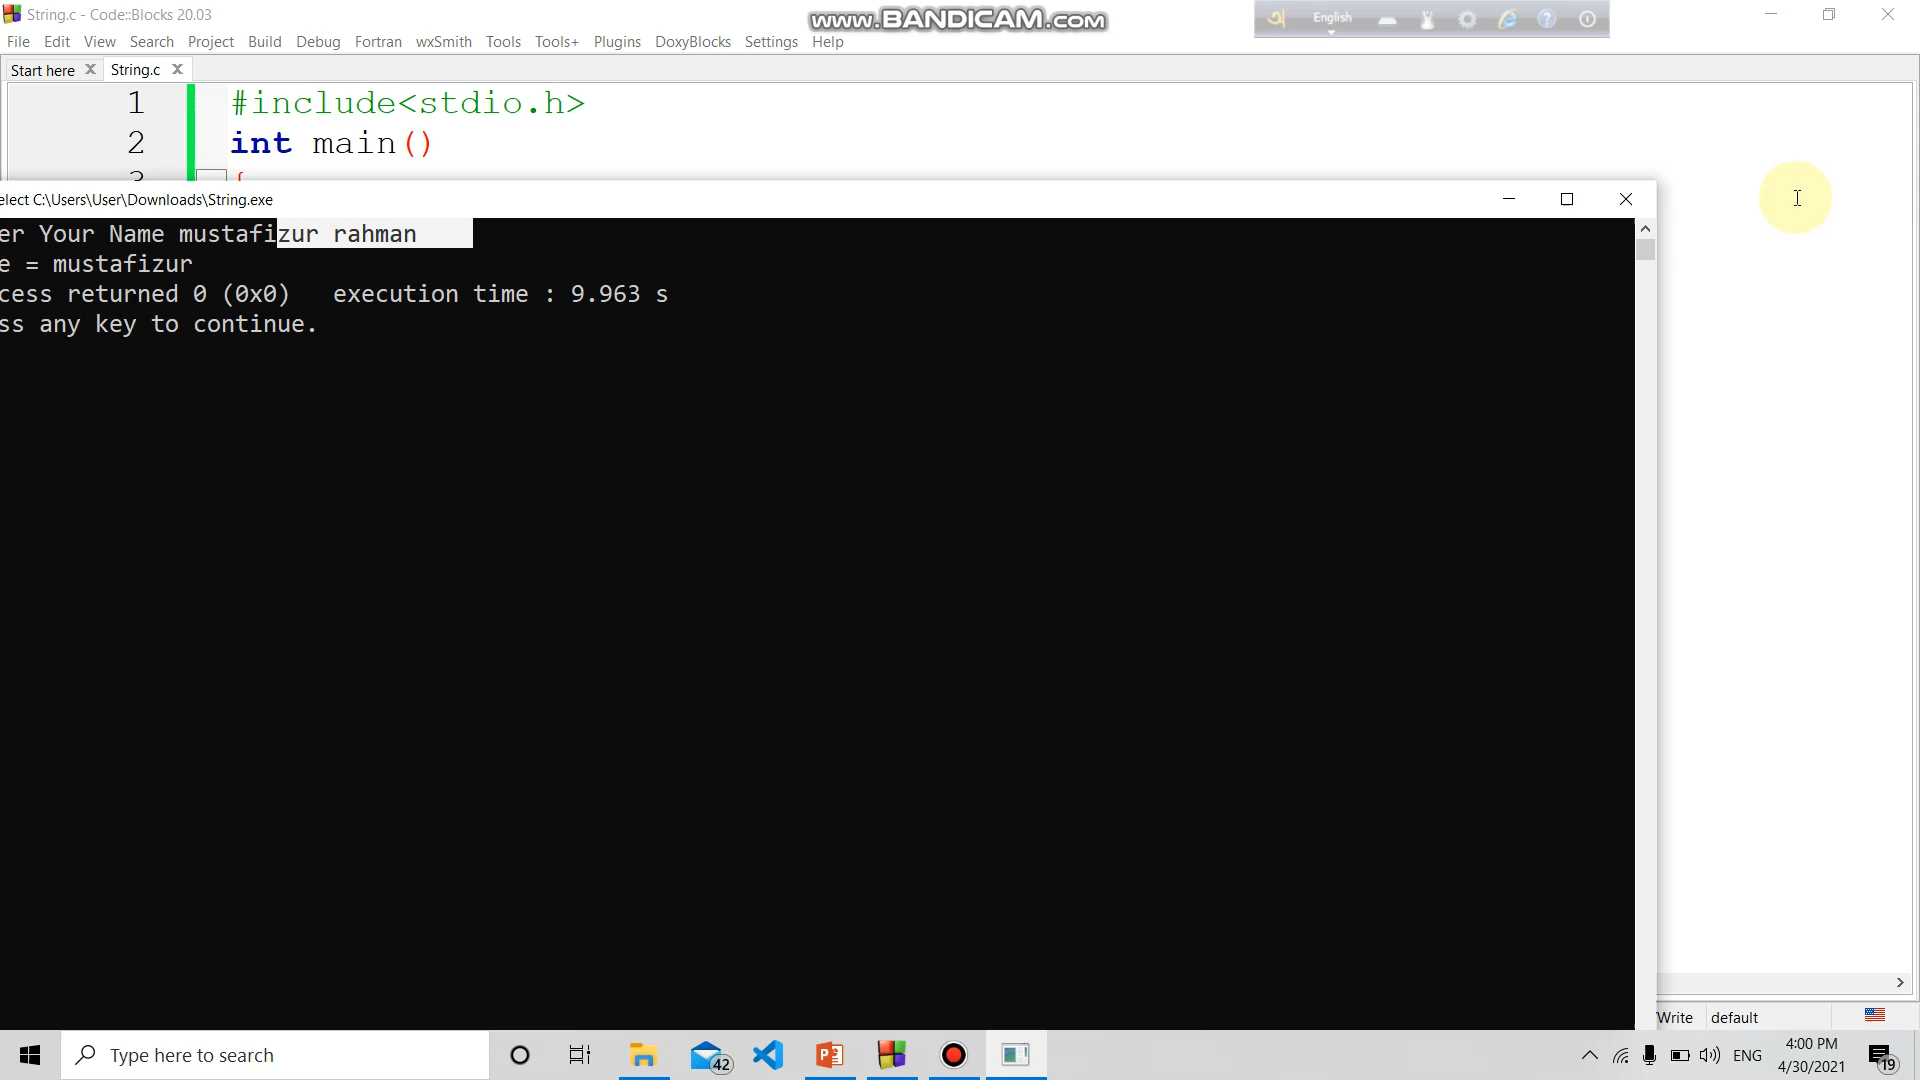 String.c - Code::Blocks 20.03
www.BANDICAM.com
English
File Edit View Search Project Build Debug Fortran wxSmith Tools Tools+ Plugins DoxyBlocks Settings Help
Start here
String.c
1 #include<stdio.h>
2 int main()
3 {
elect C:\Users\User\Downloads\String.exe
er Your Name mustafizur rahman
e = mustafizur
cess returned 0 (0x0)   execution time : 9.963 s
ss any key to continue.
Write default
Type here to search
42
ENG
4:00 PM
4/30/2021
19